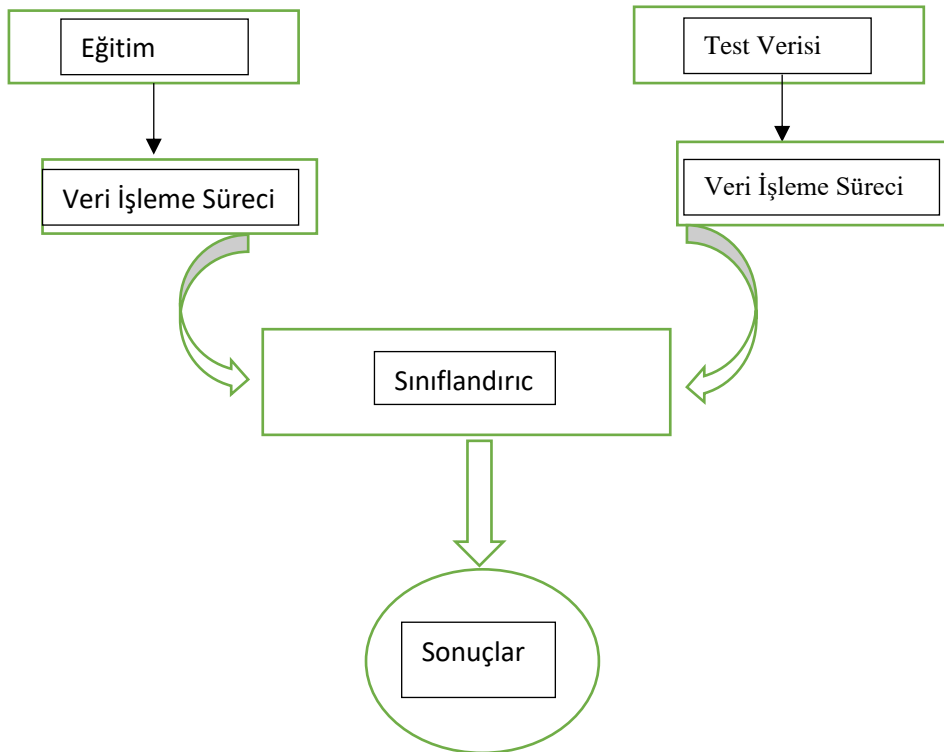 Eğitim
Test Verisi
Veri İşleme Süreci
Veri İşleme Süreci
Sınıflandırıc
Sonuçlar